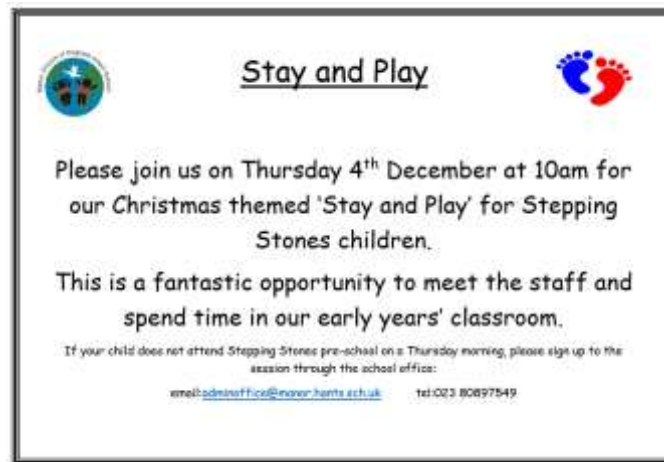 Stay and Play
Please join us on Thursday 4th December at 10am for
our Christmas themed 'Stay and Play' for Stepping
Stones children.
This is a fantastic opportunity to meet the staff and
spend time in our early years' classroom.
If your child does not attend Stepping Stones pre-school on a Thursday morning, please sign up to the
session through the school office:
email:adminoffice@manor.hants.sch.uk tel:023 80897549